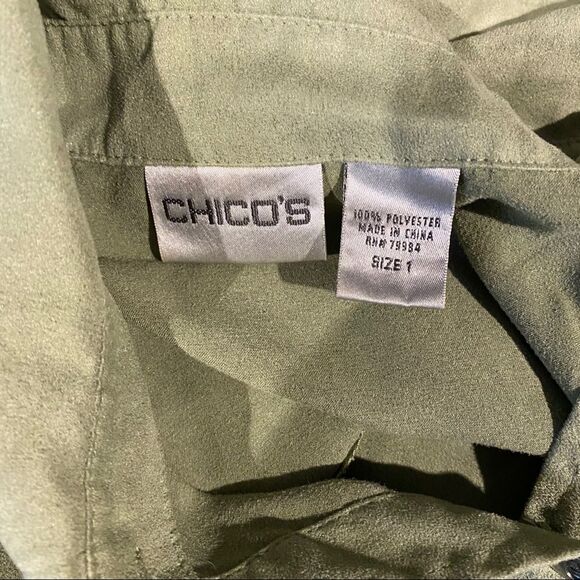 CHICO'S
100% POLYESTER
MADE IN CHINA
RN# 79984
SIZE 1